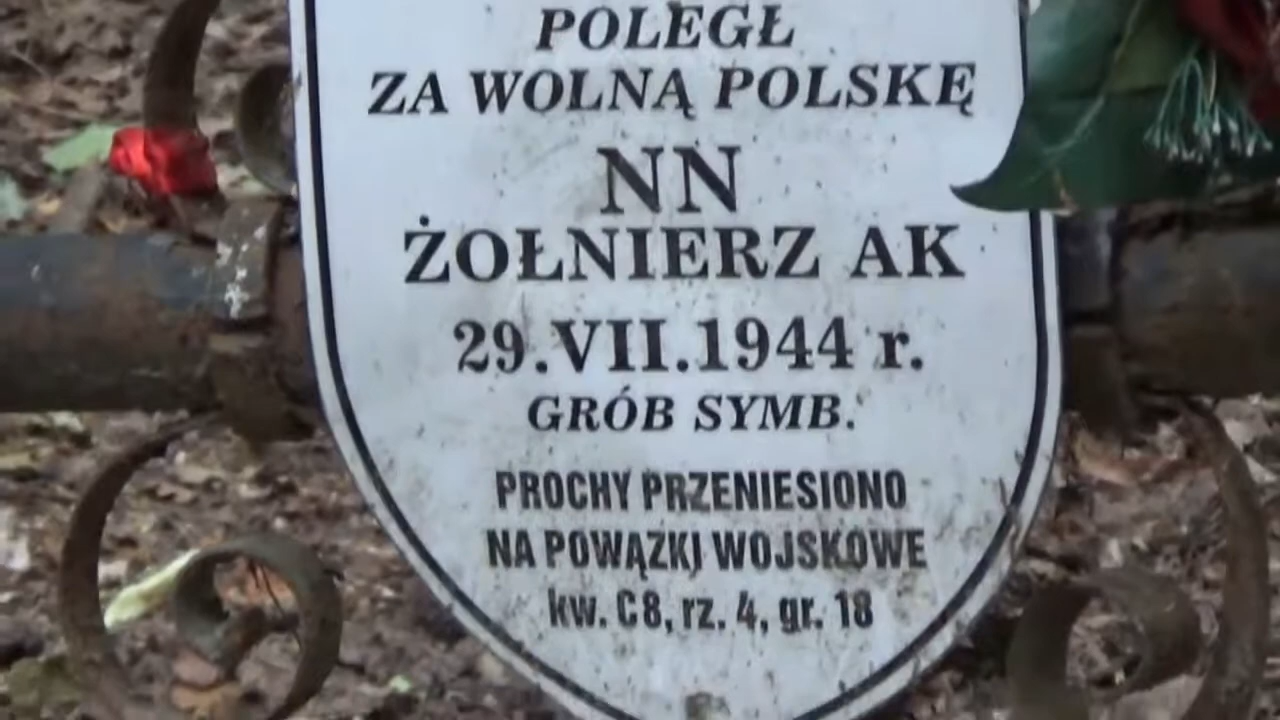 POLEGŁ
ZA WOLNĄ POLSKĘ
NN
ŻOŁNIERZ AK
29.VII.1944 r.
GRÓB SYMB.
PROCHY PRZENIESIONO
NA POWĄZKI WOJSKOWE
kw. C8, rz. 4, gr. 18